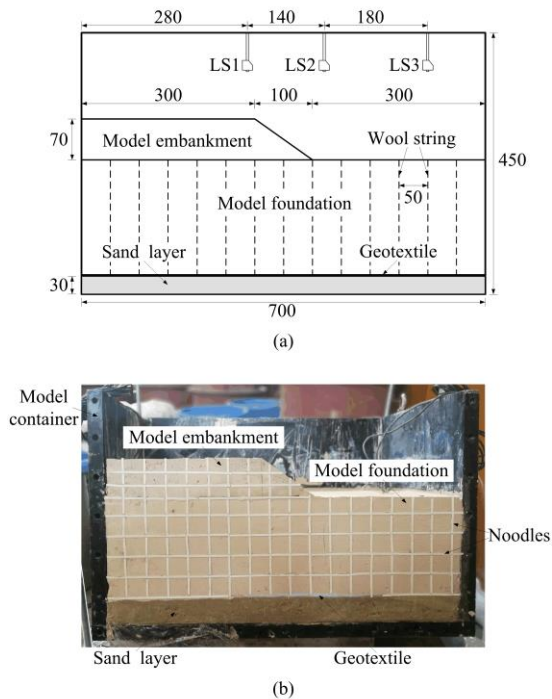 280
140
180
LS1
LS2
LS3
300
100
300
70
Model embankment
Wool string
450
Model foundation
50
Sand layer
Geotextile
30
700
(a)
Model
container
Model embankment
Model foundation
Noodles
Sand layer
Geotextile
(b)